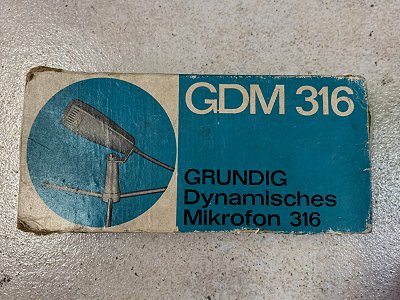 GDM 316
GRUNDIG
Dynamisches
Mikrofon 316